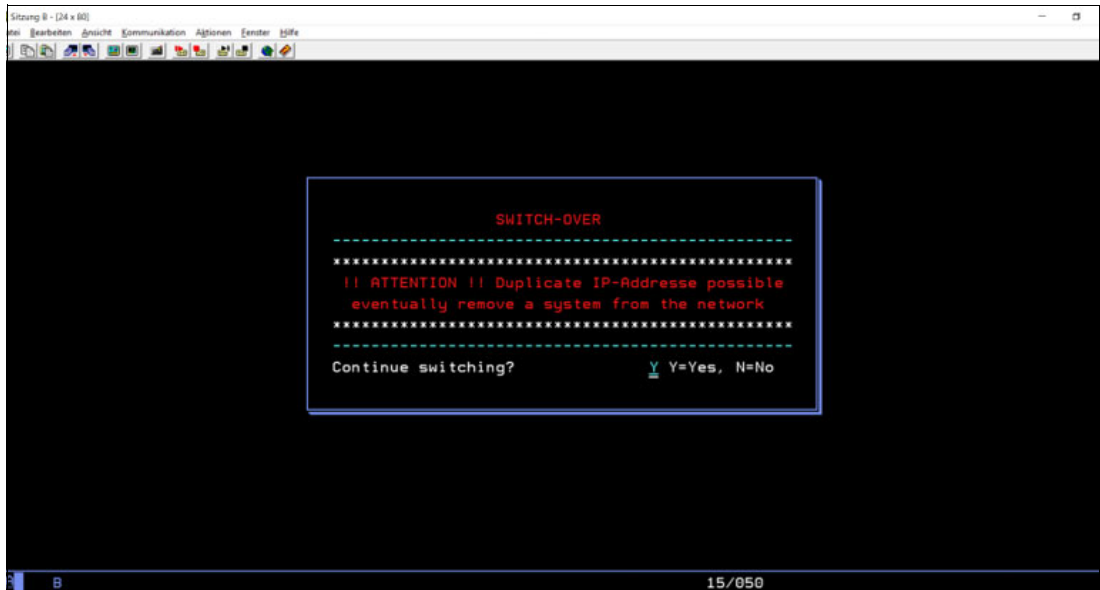 Sitzung B - [24 x 80]
atei Bearbeiten Ansicht Kommunikation Aktionen Fenster Hilfe
SWITCH-OVER
------------------------------------------------
************************************************
!! ATTENTION !! Duplicate IP-Addresse possible
eventually remove a system from the network
************************************************
------------------------------------------------
Continue switching? Y Y=Yes, N=No
B 15/050